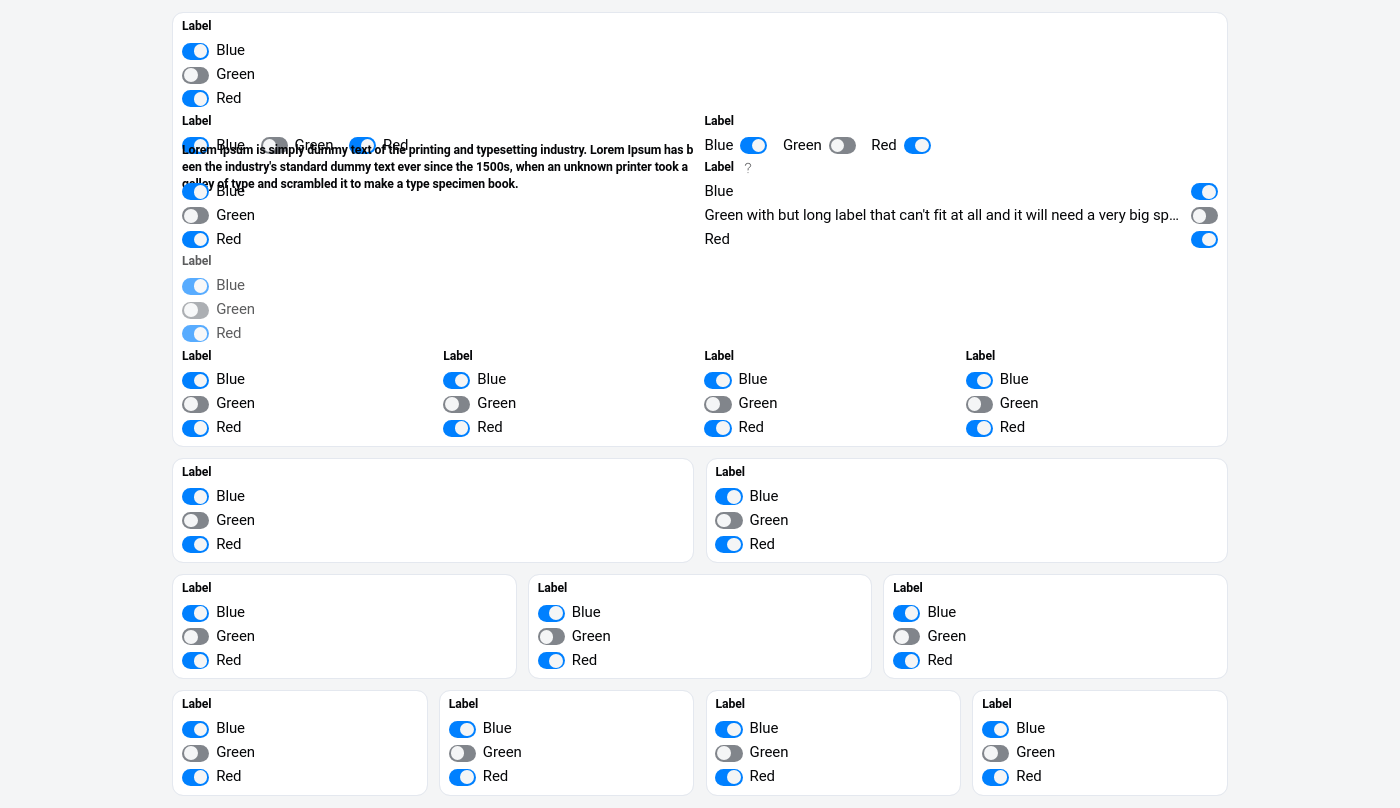 Label
Blue
Green
Red
Label
Blue Green Red
Label
Blue Green Red
Lorem Ipsum is simply dummy text of the printing and typesetting industry. Lorem Ipsum has b
een the industry's standard dummy text ever since the 1500s, when an unknown printer took a
galley of type and scrambled it to make a type specimen book.
Blue
Green
Red
Label ?
Blue
Green with but long label that can't fit at all and it will need a very big sp…
Red
Label
Blue
Green
Red
Label
Blue
Green
Red
Label
Blue
Green
Red
Label
Blue
Green
Red
Label
Blue
Green
Red
Label
Blue
Green
Red
Label
Blue
Green
Red
Label
Blue
Green
Red
Label
Blue
Green
Red
Label
Blue
Green
Red
Label
Blue
Green
Red
Label
Blue
Green
Red
Label
Blue
Green
Red
Label
Blue
Green
Red